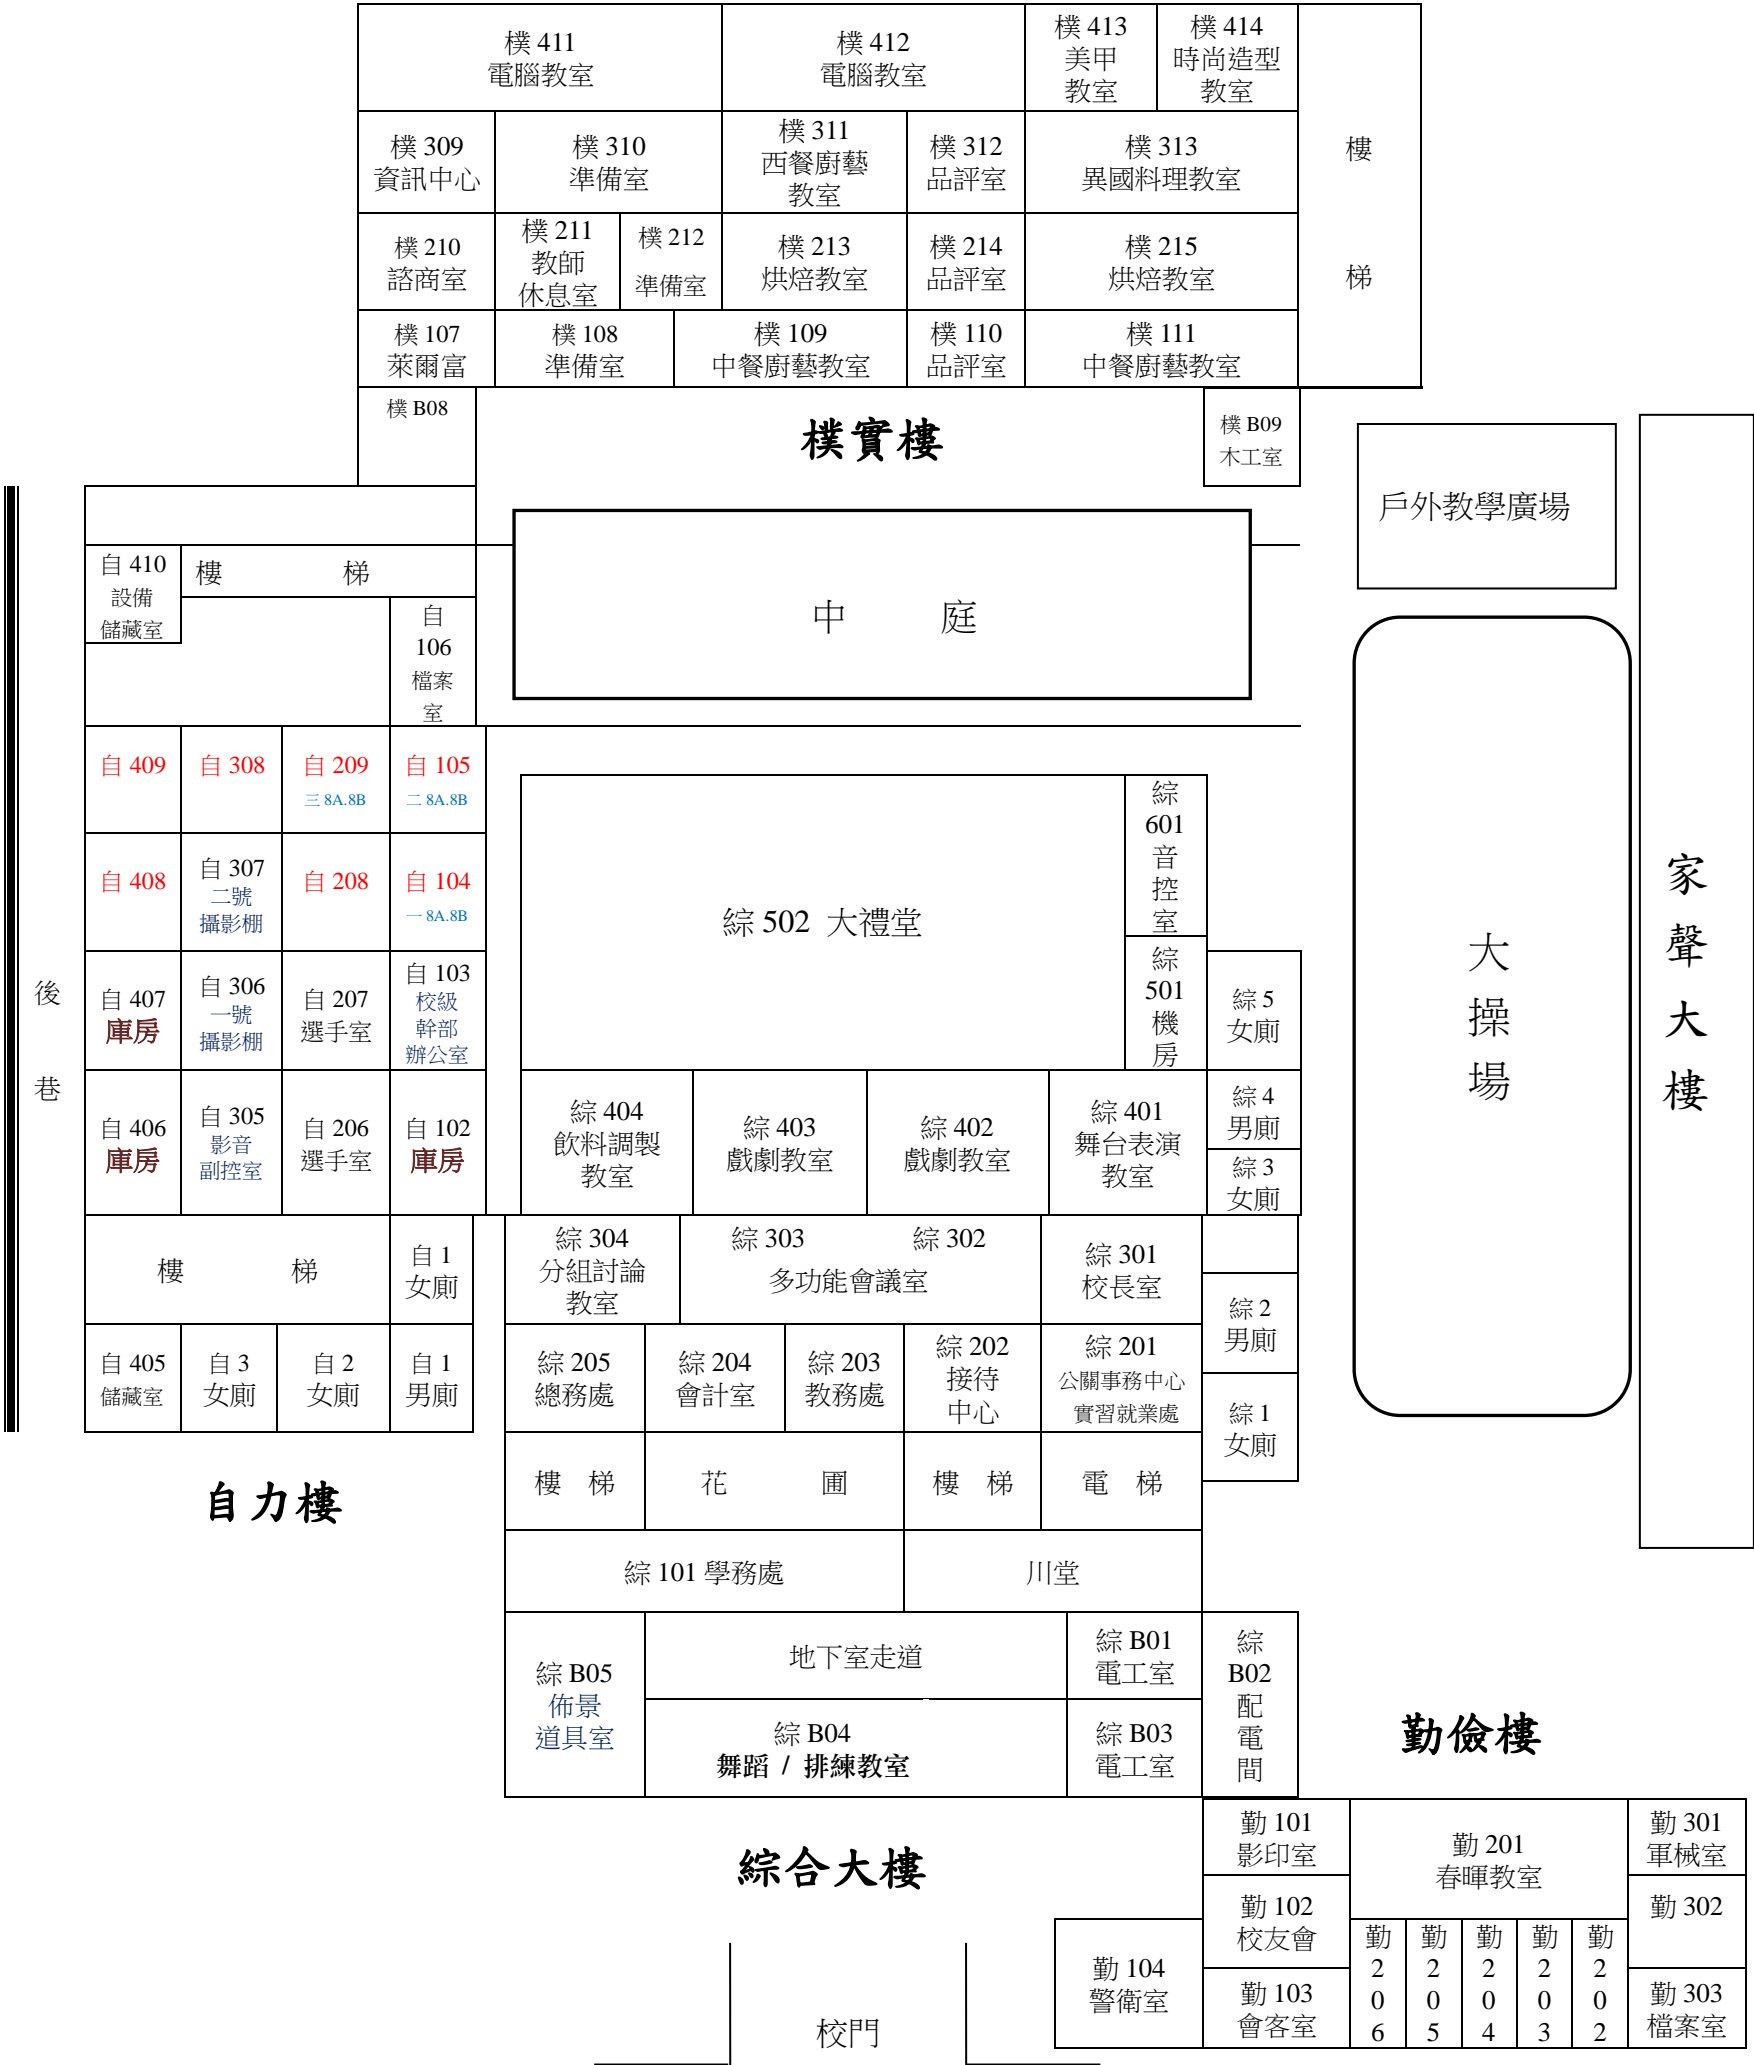 樸 411
電腦教室
樸 412
電腦教室
樸 413
美甲
教室
樸 414
時尚造型
教室
樓
梯
樸 309
資訊中心
樸 310
準備室
樸 311
西餐廚藝
教室
樸 312
品評室
樸 313
異國料理教室
樸 210
諮商室
樸 211
教師
休息室
樸 212
準備室
樸 213
烘焙教室
樸 214
品評室
樸 215
烘焙教室
樸 107
萊爾富
樸 108
準備室
樸 109
中餐廚藝教室
樸 110
品評室
樸 111
中餐廚藝教室
樸 B08
樸實樓
樸 B09
木工室
戶外教學廣場
自 410
設備
儲藏室
樓 梯
自
106
檔案
室
中 庭
自 409
自 308
自 209
三 8A.8B
自 105
二 8A.8B
自 408
自 307
二號
攝影棚
自 208
自 104
一 8A.8B
自 407
庫房
自 306
一號
攝影棚
自 207
選手室
自 103
校級
幹部
辦公室
自 406
庫房
自 305
影音
副控室
自 206
選手室
自 102
庫房
樓 梯
自 1
女廁
自 405
儲藏室
自 3
女廁
自 2
女廁
自 1
男廁
後
巷
自力樓
綜 502 大禮堂
綜
601
音
控
室
綜
501
機
房
綜 5
女廁
綜 404
飲料調製
教室
綜 403
戲劇教室
綜 402
戲劇教室
綜 401
舞台表演
教室
綜 4
男廁
綜 3
女廁
綜 304
分組討論
教室
綜 303 綜 302
多功能會議室
綜 301
校長室
綜 2
男廁
綜 205
總務處
綜 204
會計室
綜 203
教務處
綜 202
接待
中心
綜 201
公關事務中心
實習就業處
綜 1
女廁
樓 梯
花 圃
樓 梯
電 梯
綜 101 學務處
川堂
綜 B05
佈景
道具室
地下室走道
綜 B01
電工室
綜
B02
配
電
間
綜 B04
舞蹈 / 排練教室
綜 B03
電工室
綜合大樓
大
操
場
家
聲
大
樓
勤儉樓
勤 101
影印室
勤 201
春暉教室
勤 301
軍械室
勤 102
校友會
勤 302
勤 104
警衛室
勤 103
會客室
勤
2
0
6
勤
2
0
5
勤
2
0
4
勤
2
0
3
勤
2
0
2
勤 303
檔案室
校門